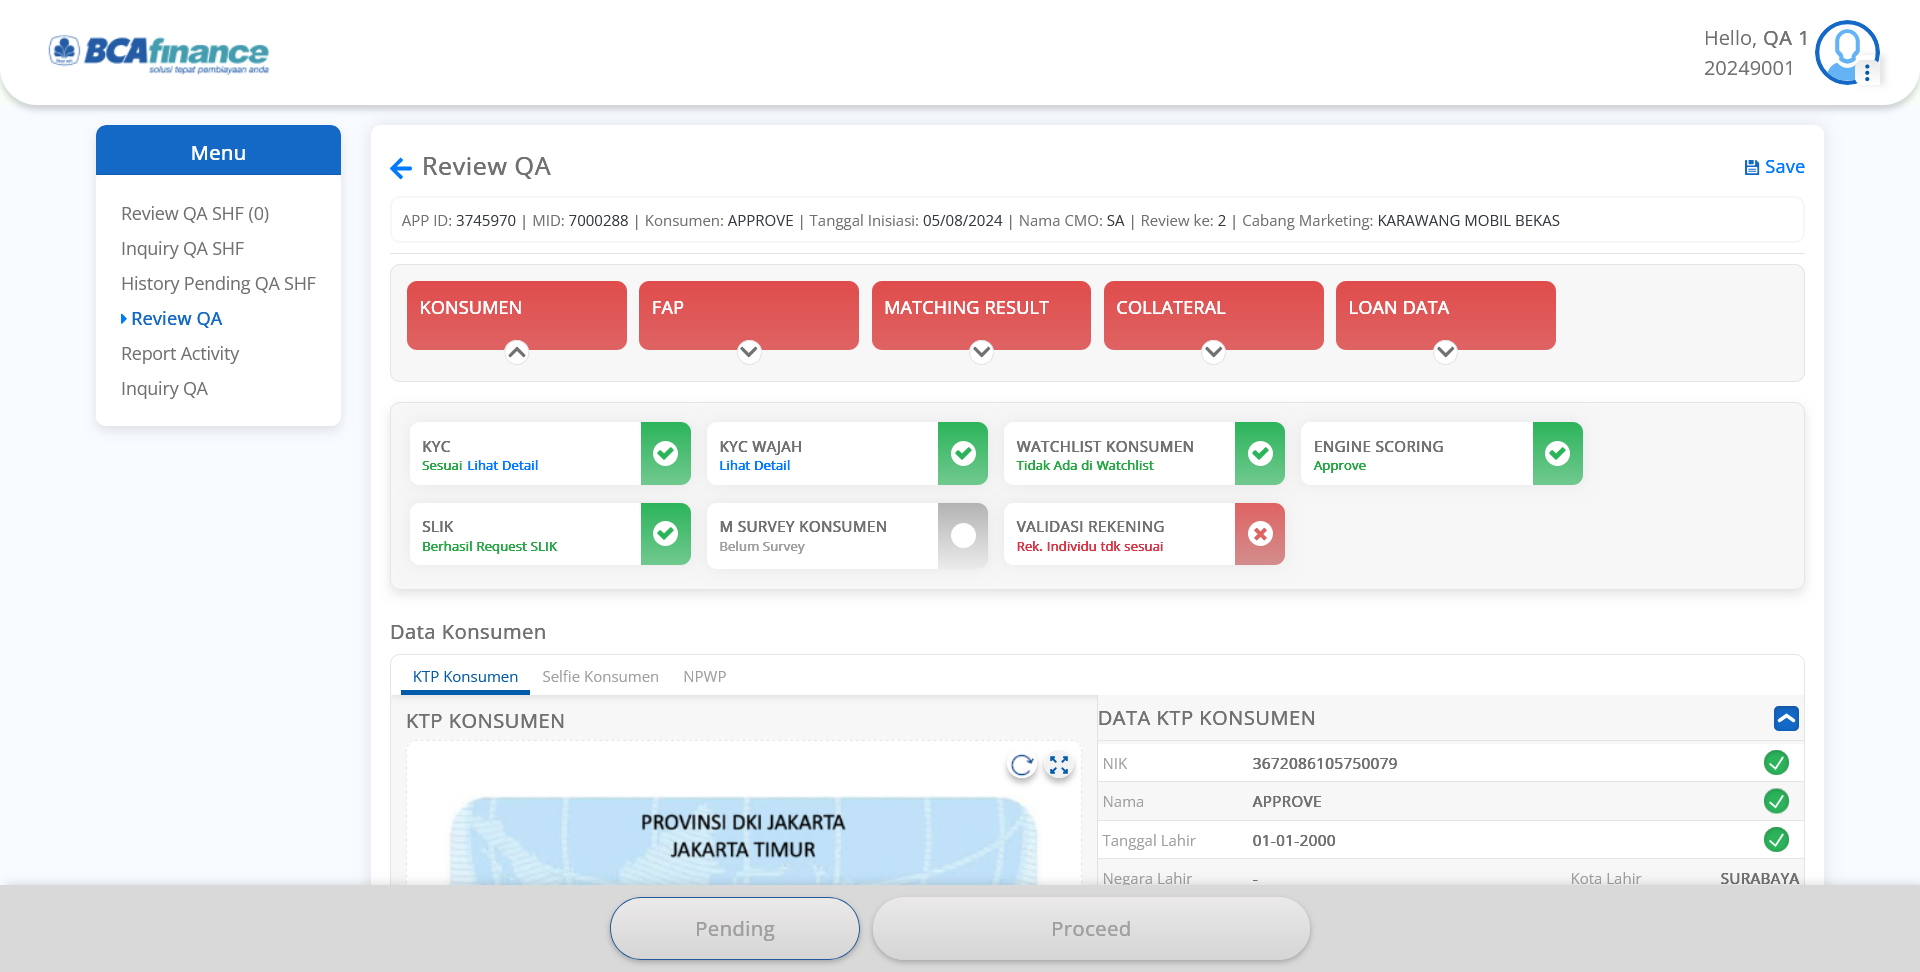 BCAfinance
solusi tepat pembiayaan anda
Hello, QA 1
20249001
Menu
Review QA SHF (0)
Inquiry QA SHF
History Pending QA SHF
Review QA
Report Activity
Inquiry QA
Review QA
Save
APP ID: 3745970 | MID: 7000288 | Konsumen: APPROVE | Tanggal Inisiasi: 05/08/2024 | Nama CMO: SA | Review ke: 2 | Cabang Marketing: KARAWANG MOBIL BEKAS
KONSUMEN
FAP
MATCHING RESULT
COLLATERAL
LOAN DATA
KYC
Sesuai Lihat Detail
KYC WAJAH
Lihat Detail
WATCHLIST KONSUMEN
Tidak Ada di Watchlist
ENGINE SCORING
Approve
SLIK
Berhasil Request SLIK
M SURVEY KONSUMEN
Belum Survey
VALIDASI REKENING
Rek. Individu tdk sesuai
Data Konsumen
KTP Konsumen
Selfie Konsumen
NPWP
KTP KONSUMEN
PROVINSI DKI JAKARTA
JAKARTA TIMUR
DATA KTP KONSUMEN
NIK 3672086105750079
Nama APPROVE
Tanggal Lahir 01-01-2000
Negara Lahir - Kota Lahir SURABAYA
Pending
Proceed